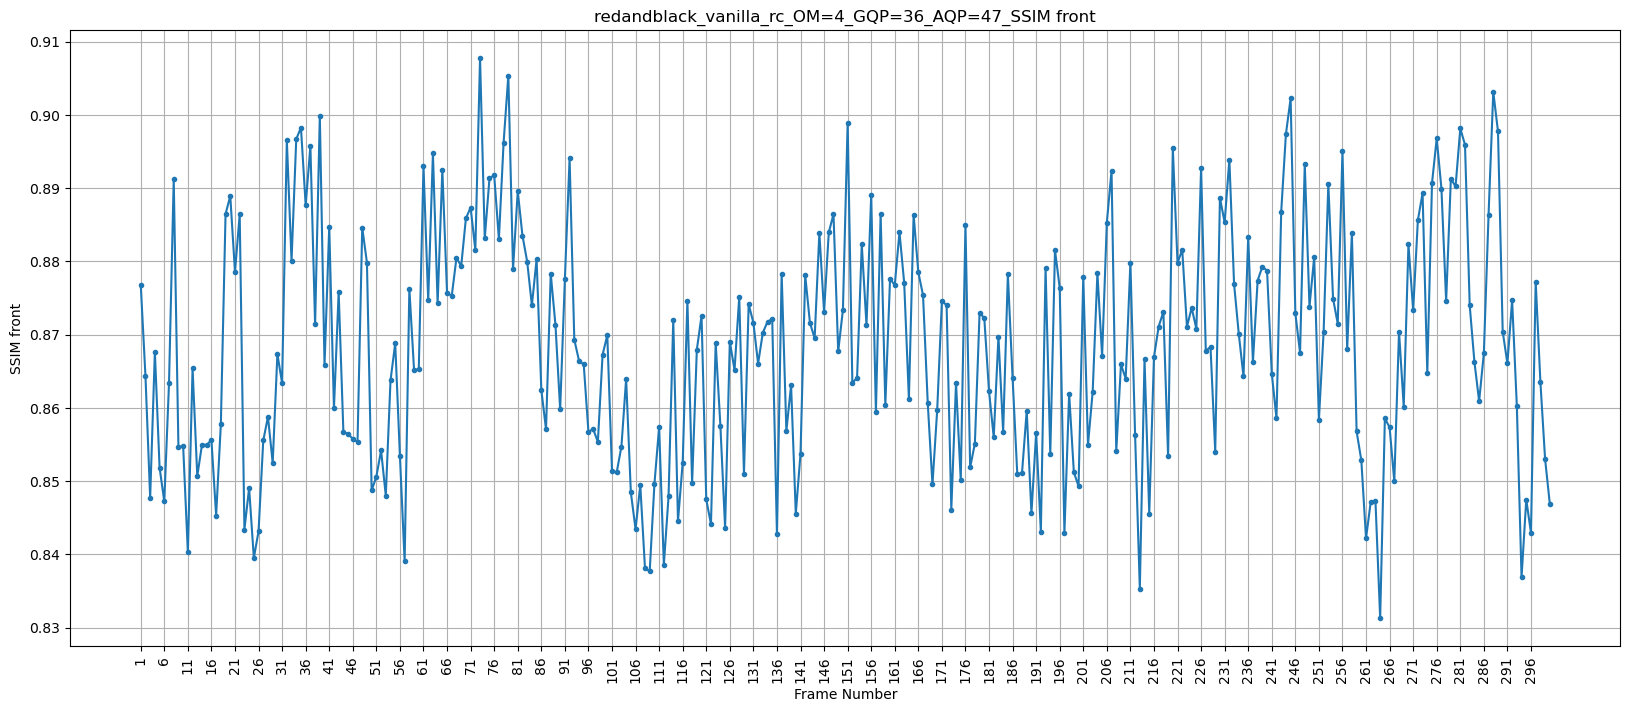 redandblack_vanilla_rc_OM=4_GQP=36_AQP=47_SSIM front
0.91
0.90
0.89
0.88
0.87
0.86
0.85
0.84
0.83
SSIM front
1 6 11 16 21 26 31 36 41 46 51 56 61 66 71 76 81 86 91 96 101 106 111 116 121 126 131 136 141 146 151 156 161 166 171 176 181 186 191 196 201 206 211 216 221 226 231 236 241 246 251 256 261 266 271 276 281 286 291 296
Frame Number